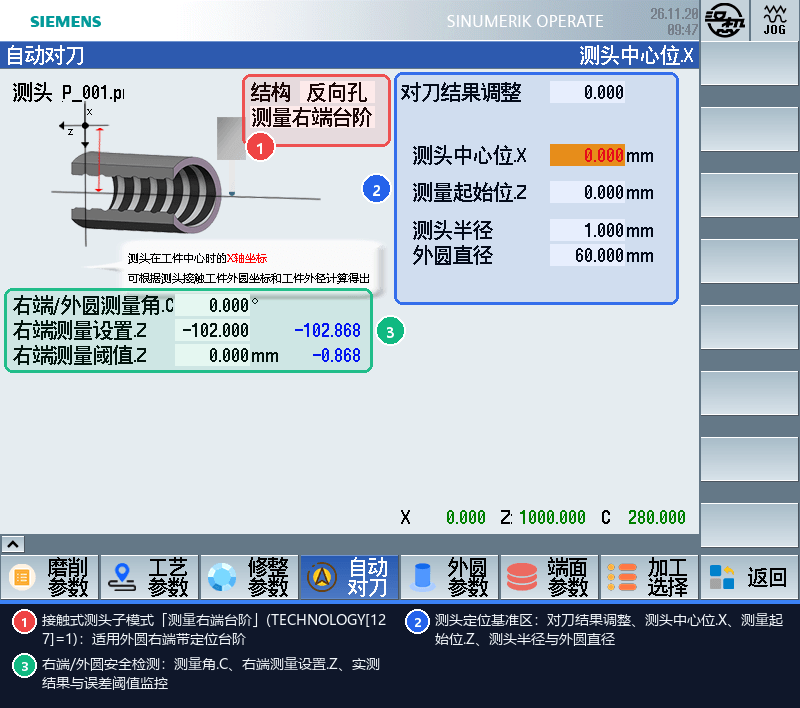 SIEMENS
SINUMERIK OPERATE
26.11.20
09:47
JOG
自动对刀
测头中心位.X
测头 P_001.p
结构 反向孔
测量右端台阶
1
X
Z
对刀结果调整 0.000
测头中心位.X 0.000 mm
2
测量起始位.Z 0.000 mm
测头半径 1.000 mm
外圆直径 60.000 mm
测头在工件中心时的X轴坐标
可根据测头接触工件外圆坐标和工件外径计算得出
右端/外圆测量角.C 0.000 °
右端测量设置.Z -102.000 -102.868
右端测量阈值.Z 0.000 mm -0.868
3
X 0.000 Z: 1000.000 C 280.000
磨削参数
工艺参数
修整参数
自动对刀
外圆参数
端面参数
加工选择
返回
1 接触式测头子模式「测量右端台阶」(TECHNOLOGY[12
7]=1)：适用外圆右端带定位台阶
2 测头定位基准区：对刀结果调整、测头中心位.X、测量起
始位.Z、测头半径与外圆直径
3 右端/外圆安全检测：测量角.C、右端测量设置.Z、实测
结果与误差阈值监控